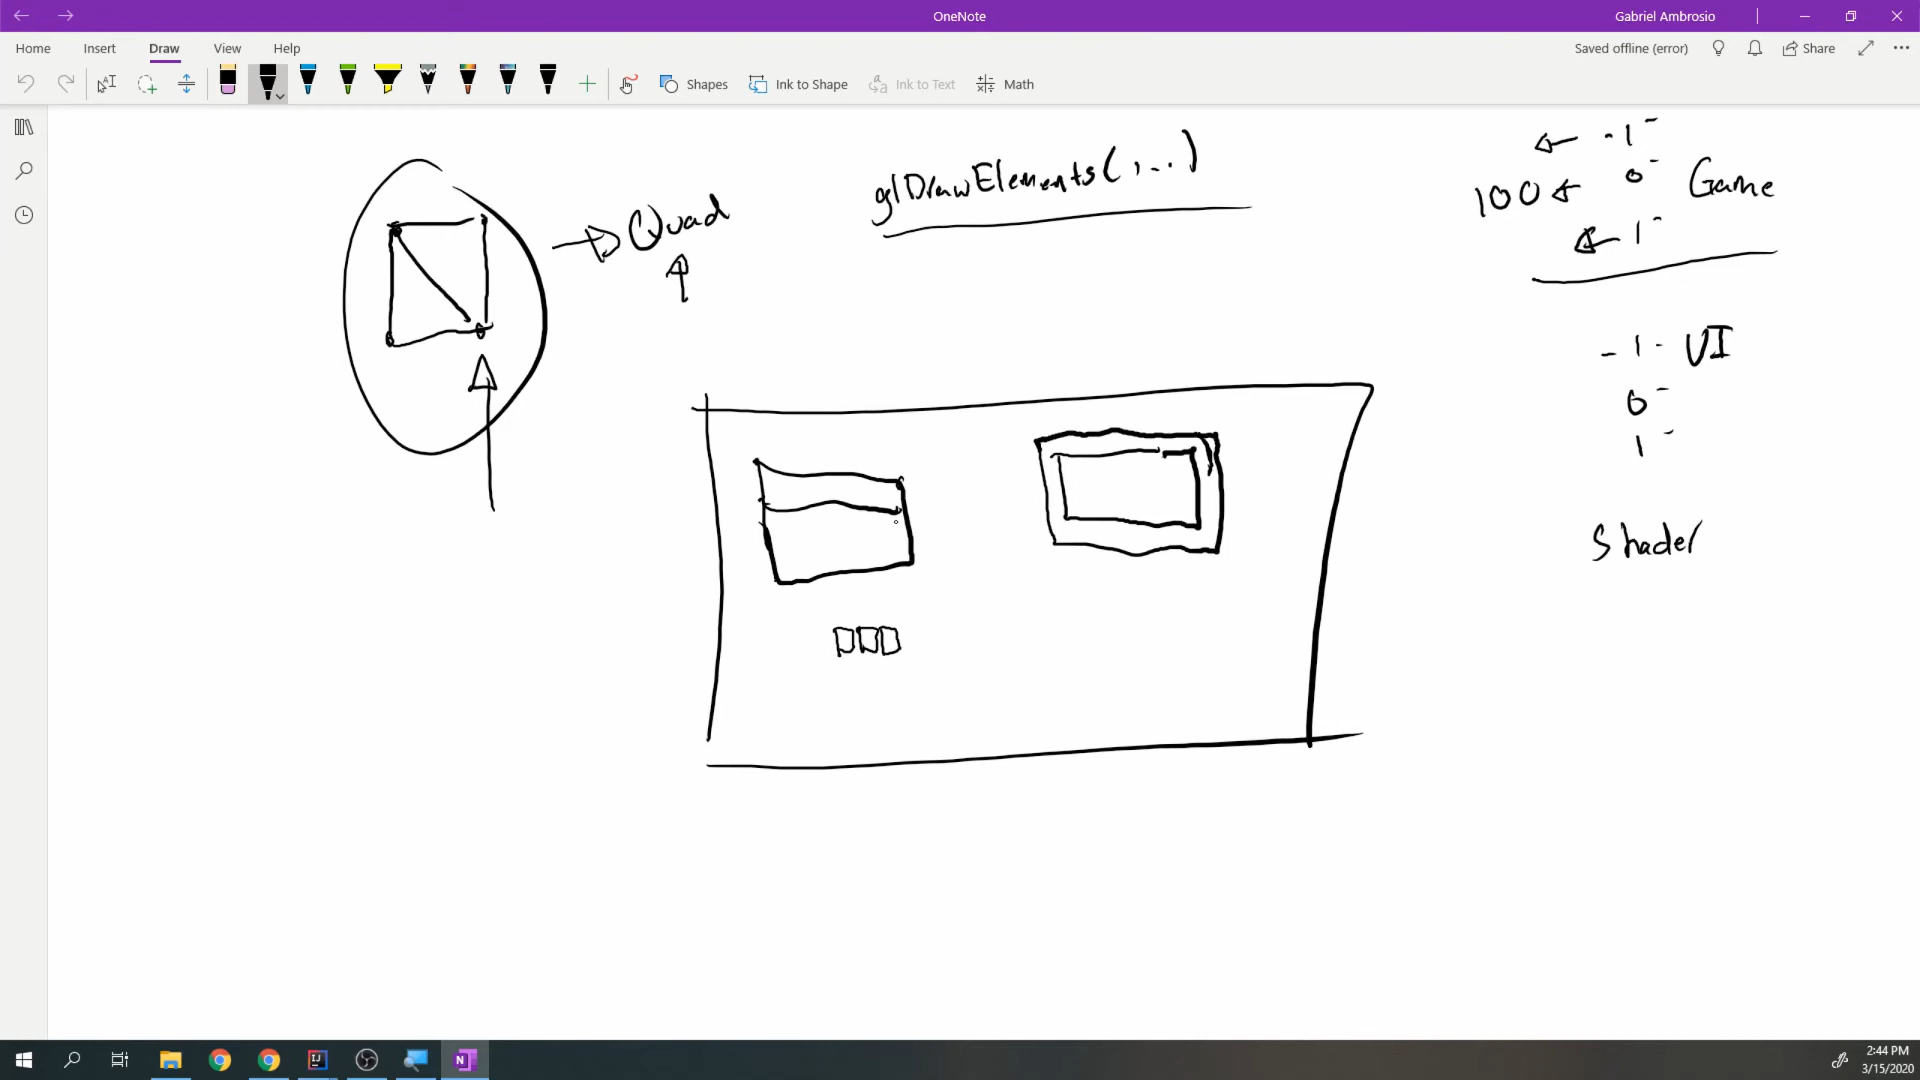 OneNote
Gabriel Ambrosio
Home Insert Draw View Help
Saved offline (error)
Share
Shapes
Ink to Shape
Ink to Text
Math
Quad
glDrawElements( , ...)
-1 -
100 0 - Game
1 -
-1 - UI
0 -
1 -
Shader
2:44 PM
3/15/2020